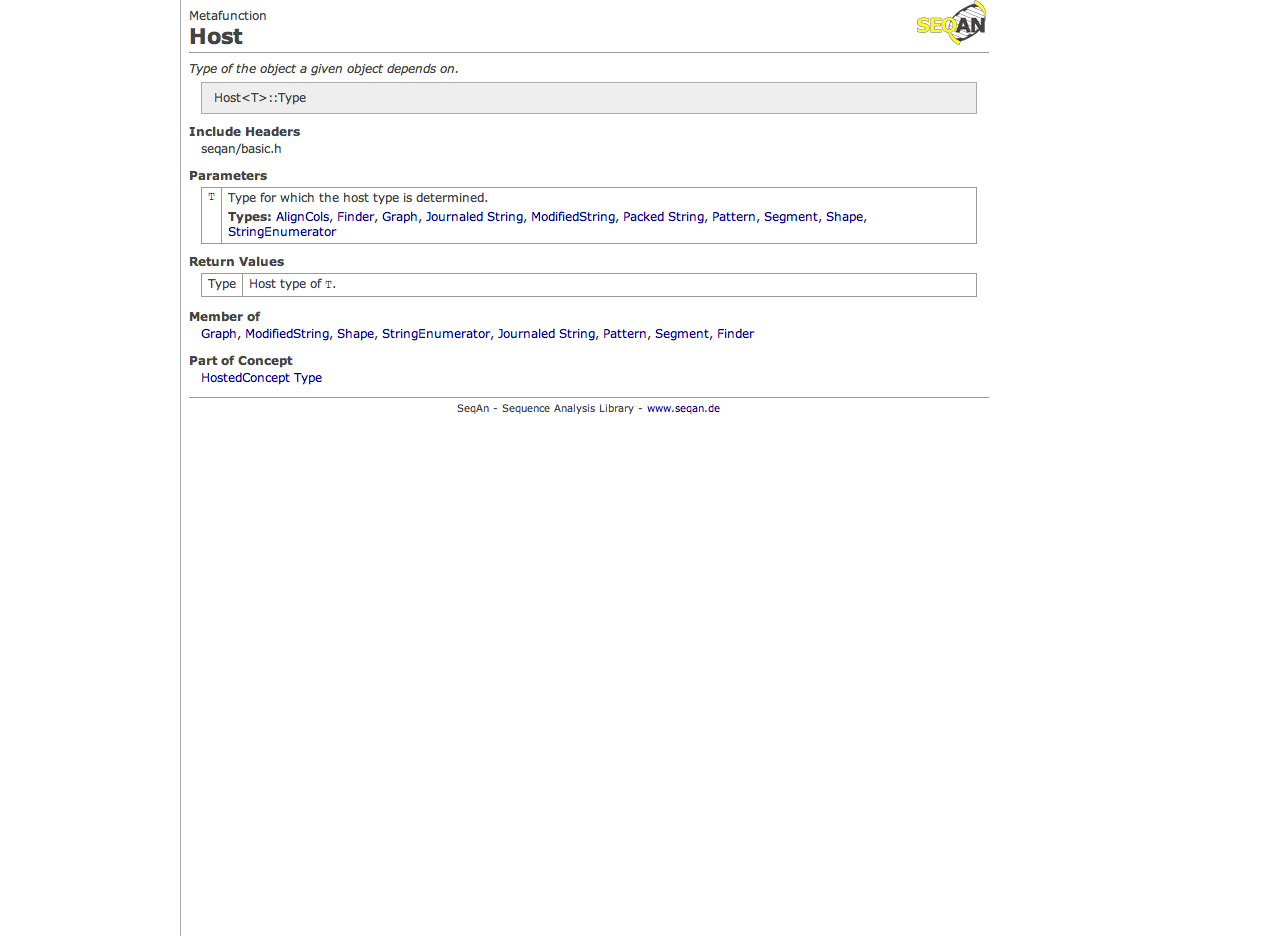 Metafunction
Host
SEQAN
Type of the object a given object depends on.
Host<T>::Type
Include Headers
seqan/basic.h
Parameters
T Type for which the host type is determined.
Types: AlignCols, Finder, Graph, Journaled String, ModifiedString, Packed String, Pattern, Segment, Shape,
StringEnumerator
Return Values
Type Host type of T.
Member of
Graph, ModifiedString, Shape, StringEnumerator, Journaled String, Pattern, Segment, Finder
Part of Concept
HostedConcept Type
SeqAn - Sequence Analysis Library - www.seqan.de